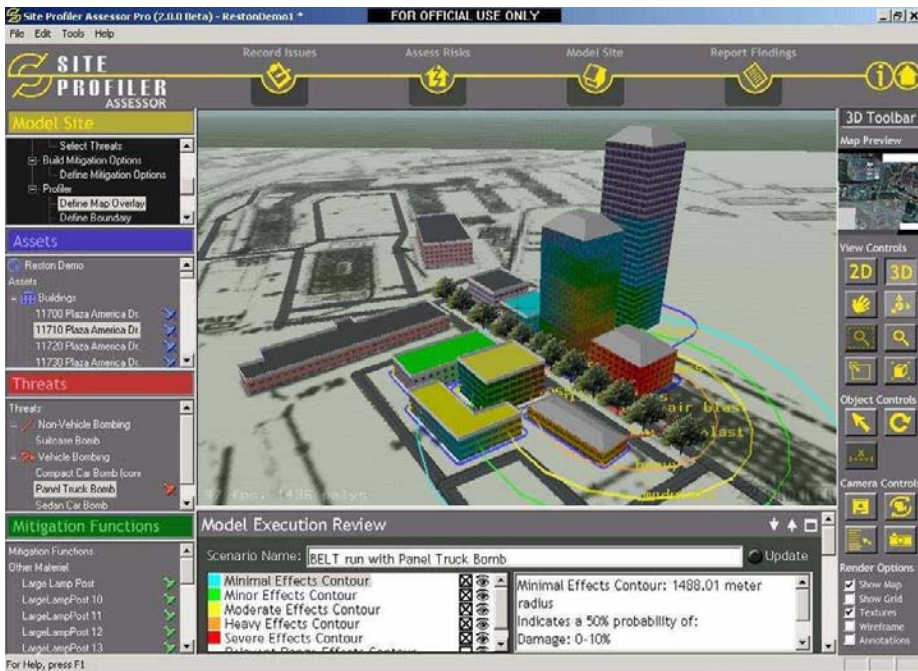 Site Profiler Assessor Pro (2.0.0 Beta) - RestonDemo1 *
FOR OFFICIAL USE ONLY
File Edit Tools Help
SITE
PROFILER
ASSESSOR
Record Issues
Assess Risks
Model Site
Report Findings
Model Site
Select Threats
Build Mitigation Options
Define Mitigation Options
Profiler
Define Map Overlay
Define Boundary
Assets
Reston Demo
Assets
Buildings
11700 Plaza America Dr.
11710 Plaza America Dr.
11720 Plaza America Dr.
11730 Plaza America Dr.
Threats
Threats
Non-Vehicle Bombing
Suitcase Bomb
Vehicle Bombing
Compact Car Bomb (com
Panel Truck Bomb
Sedan Car Bomb
Mitigation Functions
Mitigation Functions
Other Materiel
Large Lamp Post
LargeLampPost 10
LargeLampPost 11
LargeLampPost 12
LargeLampPost 13
air blast
polys
Model Execution Review
Scenario Name: BELT run with Panel Truck Bomb
Update
Minimal Effects Contour
Minor Effects Contour
Moderate Effects Contour
Heavy Effects Contour
Severe Effects Contour
Minimal Effects Contour: 1488.01 meter
radius
Indicates a 50% probability of:
Damage: 0-10%
3D Toolbar
Map Preview
View Controls
2D 3D
Object Controls
Camera Controls
Render Options
Show Map
Show Grid
Textures
Wireframe
Annotations
For Help, press F1